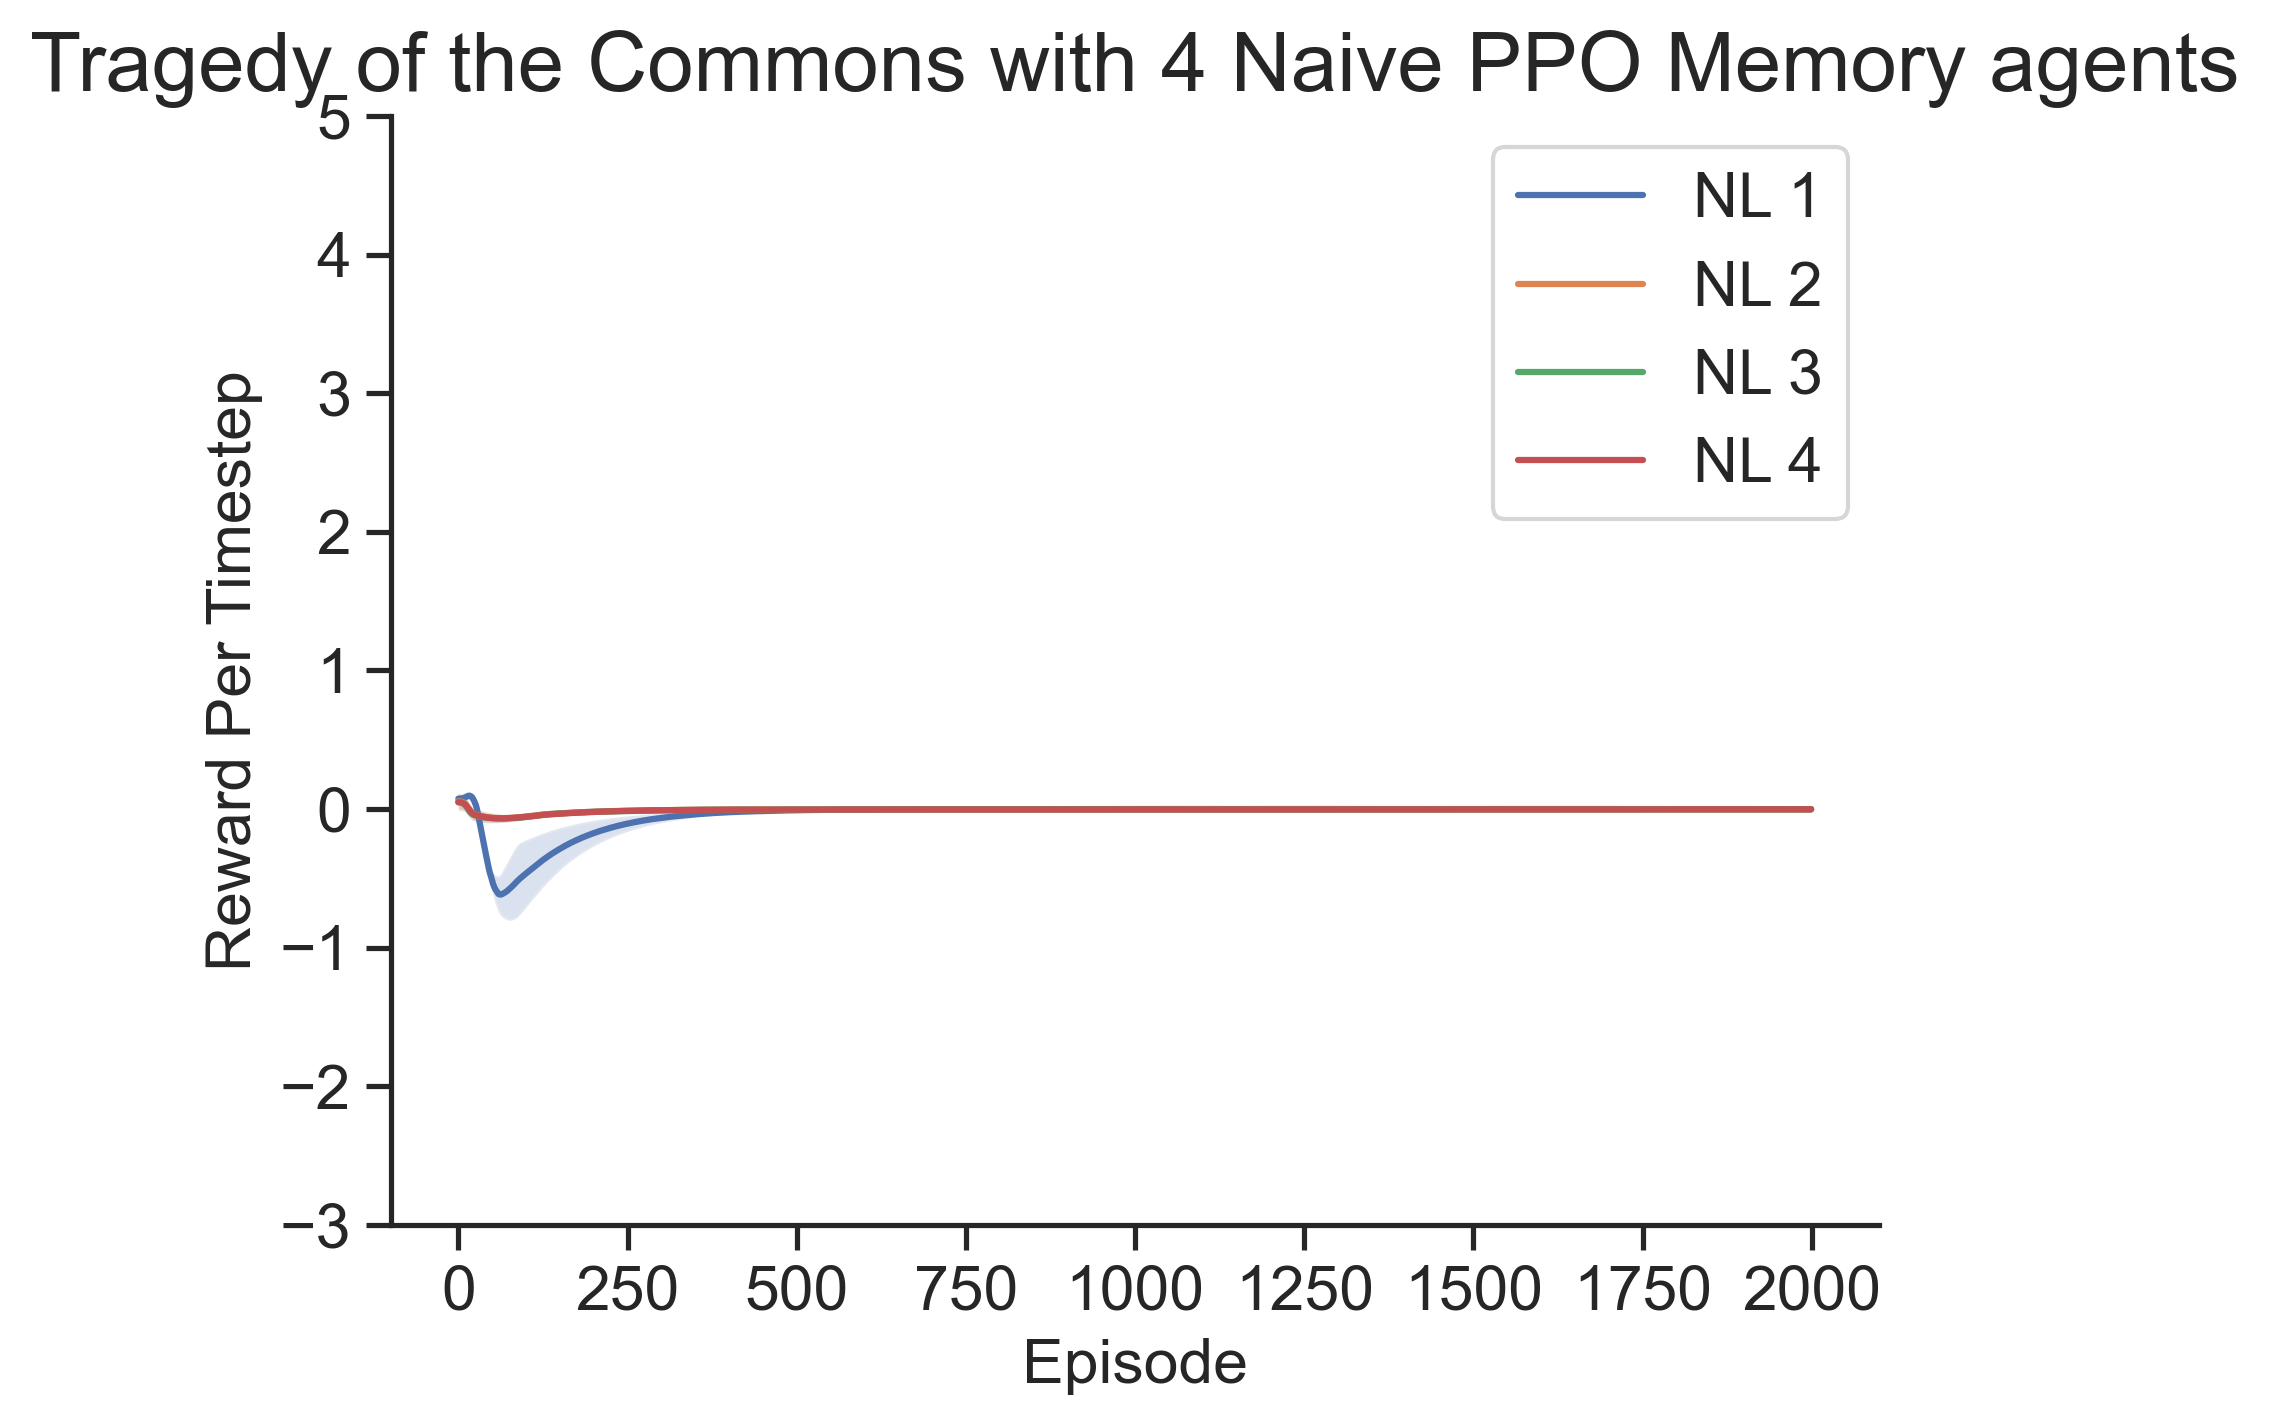 Tragedy of the Commons with 4 Naive PPO Memory agents
5
4
3
2
1
0
−1
−2
−3
Reward Per Timestep
NL 1
NL 2
NL 3
NL 4
0 250 500 750 1000 1250 1500 1750 2000
Episode